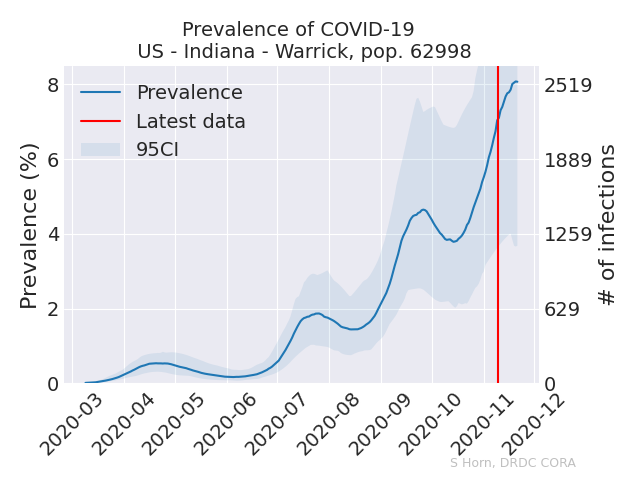 Prevalence of COVID-19
US - Indiana - Warrick, pop. 62998
Prevalence
Latest data
95CI
Prevalence (%)
8
6
4
2
0
2519
1889
1259
629
0
# of infections
2020-03
2020-04
2020-05
2020-06
2020-07
2020-08
2020-09
2020-10
2020-11
2020-12
S Horn, DRDC CORA